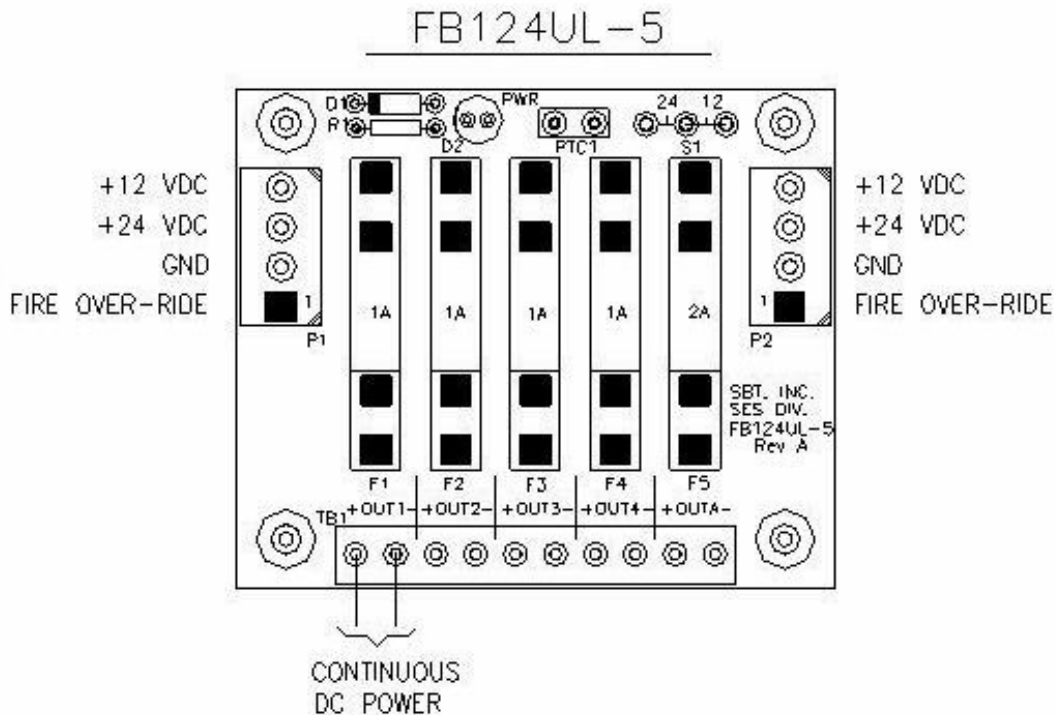 FB124UL-5
D1
R1
D2
PWR
PTC1
24 12
S1
+12 VDC
+24 VDC
GND
FIRE OVER-RIDE
1
P1
+12 VDC
+24 VDC
GND
FIRE OVER-RIDE
1
P2
1A
1A
1A
1A
2A
SBT. INC.
SES DIV.
FB124UL-5
Rev A
F1
F2
F3
F4
F5
TB1
+OUT1-
+OUT2-
+OUT3-
+OUT4-
+OUTA-
CONTINUOUS
DC POWER